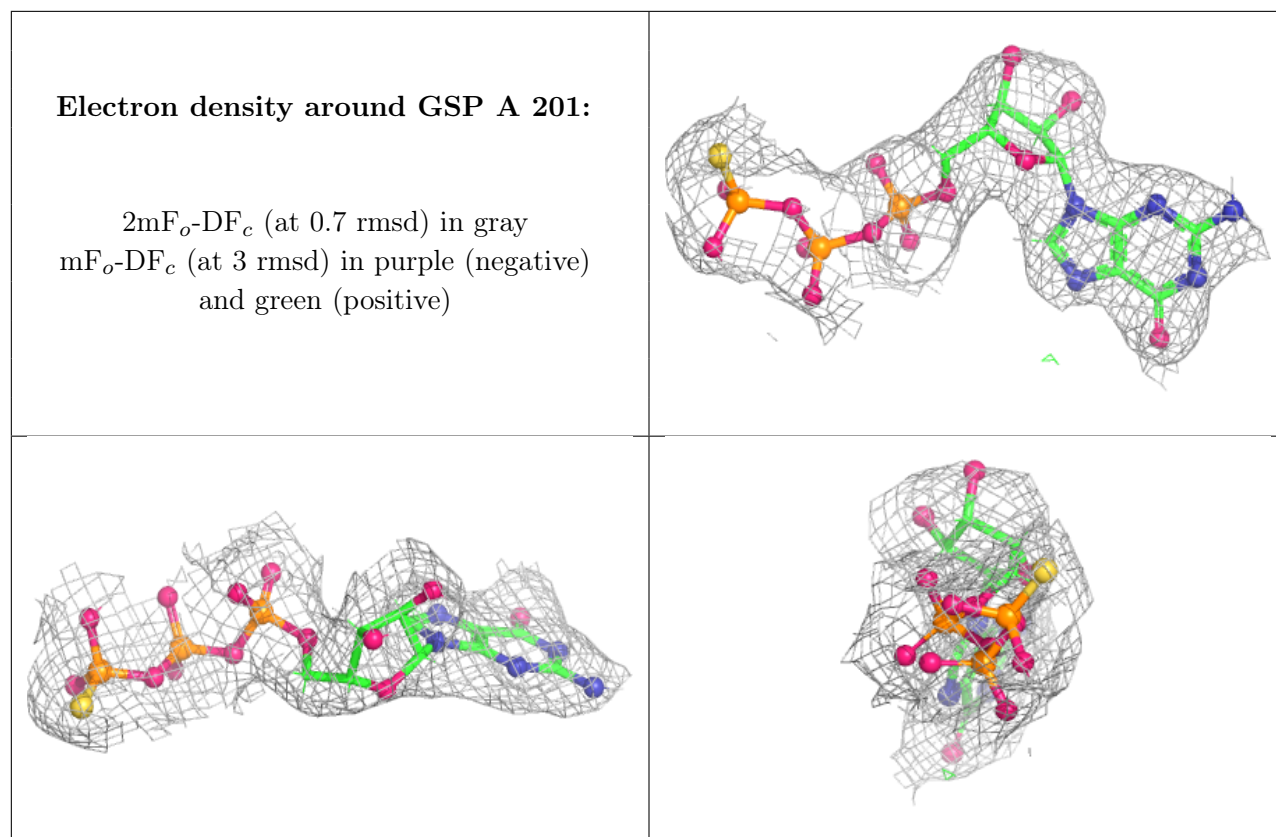 Electron density around GSP A 201:
2mFo-DFc (at 0.7 rmsd) in gray
mFo-DFc (at 3 rmsd) in purple (negative)
and green (positive)